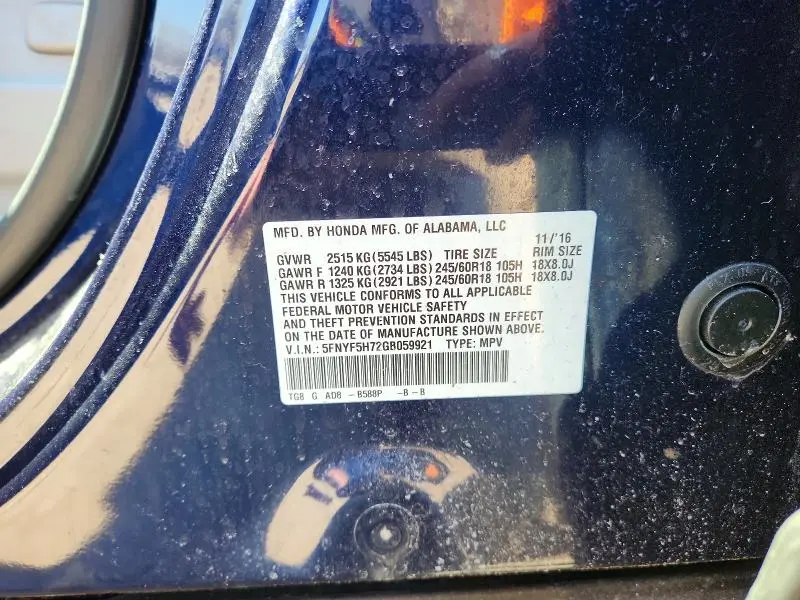 MFD. BY HONDA MFG. OF ALABAMA, LLC 11/'16
GVWR 2515 KG (5545 LBS) TIRE SIZE RIM SIZE
GAWR F 1240 KG (2734 LBS) 245/60R18 105H 18X8.0J
GAWR R 1325 KG (2921 LBS) 245/60R18 105H 18X8.0J
THIS VEHICLE CONFORMS TO ALL APPLICABLE
FEDERAL MOTOR VEHICLE SAFETY
AND THEFT PREVENTION STANDARDS IN EFFECT
ON THE DATE OF MANUFACTURE SHOWN ABOVE.
V.I.N.: 5FNYF5H72GB059921 TYPE: MPV
TG8 G AD8 -B588P -B-B